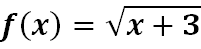 f(x) = √(x + 3)